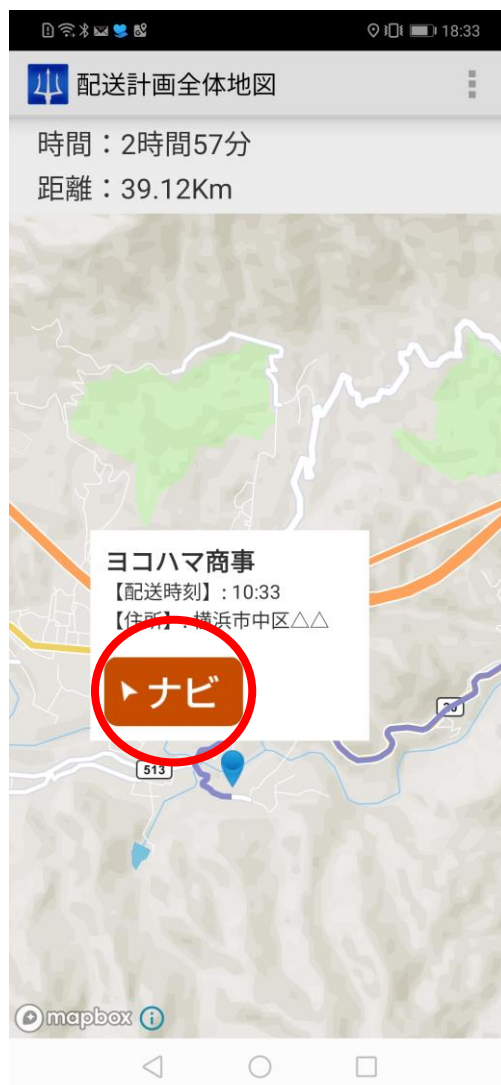 18:33
配送計画全体地図
時間：2時間57分
距離：39.12Km
ヨコハマ商事
【配送時刻】: 10:33
【住所】: 横浜市中区△△
ナビ
20
513
mapbox